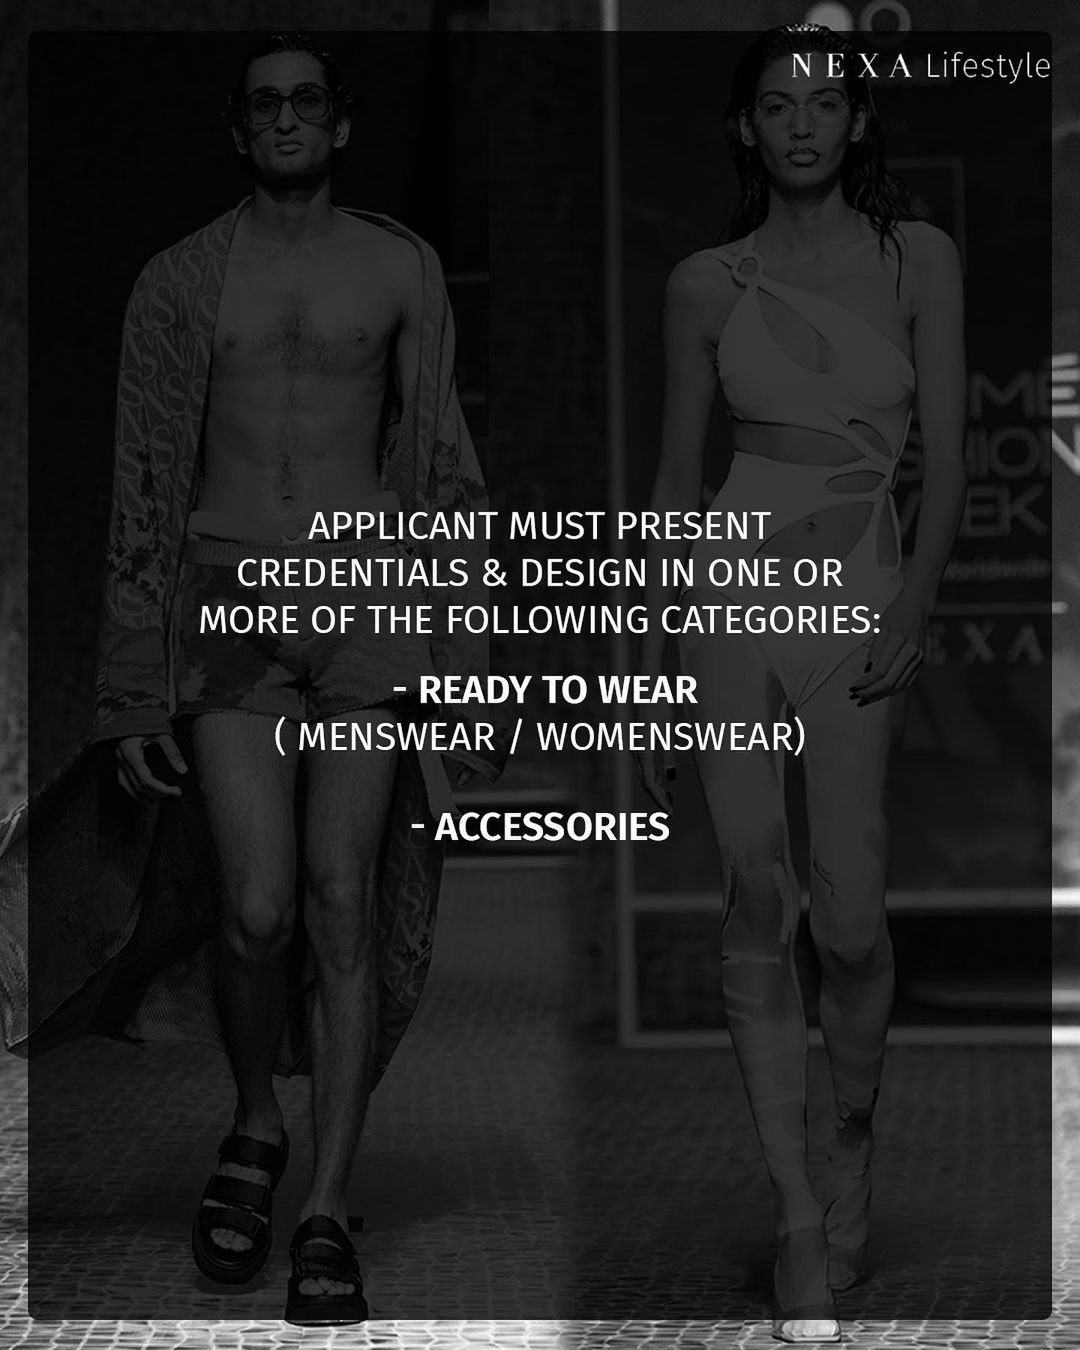 NEXA Lifestyle
APPLICANT MUST PRESENT
CREDENTIALS & DESIGN IN ONE OR
MORE OF THE FOLLOWING CATEGORIES:
- READY TO WEAR
( MENSWEAR / WOMENSWEAR)
- ACCESSORIES